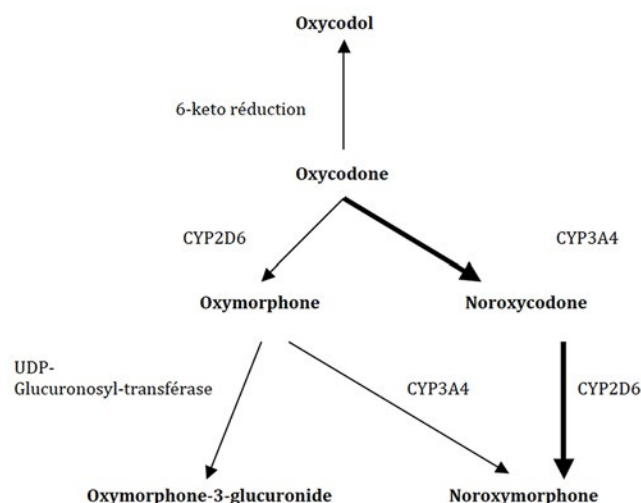 Oxycodol
6-keto réduction
Oxycodone
CYP2D6
CYP3A4
Oxymorphone
Noroxycodone
UDP-
Glucuronosyl-transférase
CYP3A4
CYP2D6
Oxymorphone-3-glucuronide
Noroxymorphone